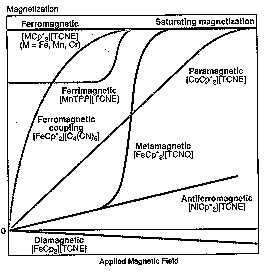 Magnetization
Ferromagnetic
Saturating magnetization
[MCp*2][TCNE]
(M = Fe, Mn, Cr)
Paramagnetic
[CoCp*2][TCNE]
Ferrimagnetic
[MnTPP][TCNE]
Ferromagnetic
coupling
[FeCp*2][C4(CN)6]
Metamagnetic
[FeCp*2][TCNQ]
Antiferromagnetic
[NiCp*2][TCNE]
0
Diamagnetic
[FeCp2][TCNE]
Applied Magnetic Field